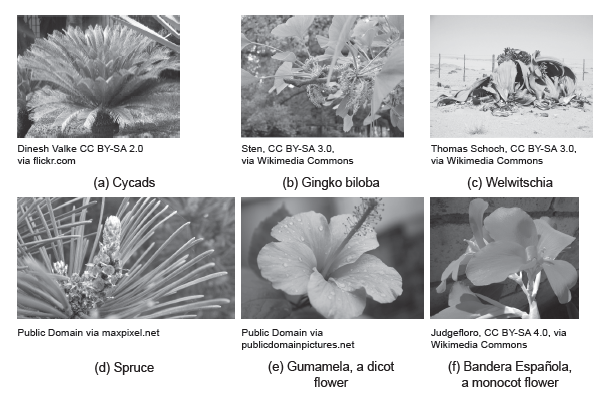 Dinesh Valke CC BY-SA 2.0
via flickr.com
(a) Cycads
Sten, CC BY-SA 3.0,
via Wikimedia Commons
(b) Gingko biloba
Thomas Schoch, CC BY-SA 3.0,
via Wikimedia Commons
(c) Welwitschia
Public Domain via maxpixel.net
(d) Spruce
Public Domain via
publicdomainpictures.net
(e) Gumamela, a dicot
flower
Judgefloro, CC BY-SA 4.0, via
Wikimedia Commons
(f) Bandera Española,
a monocot flower